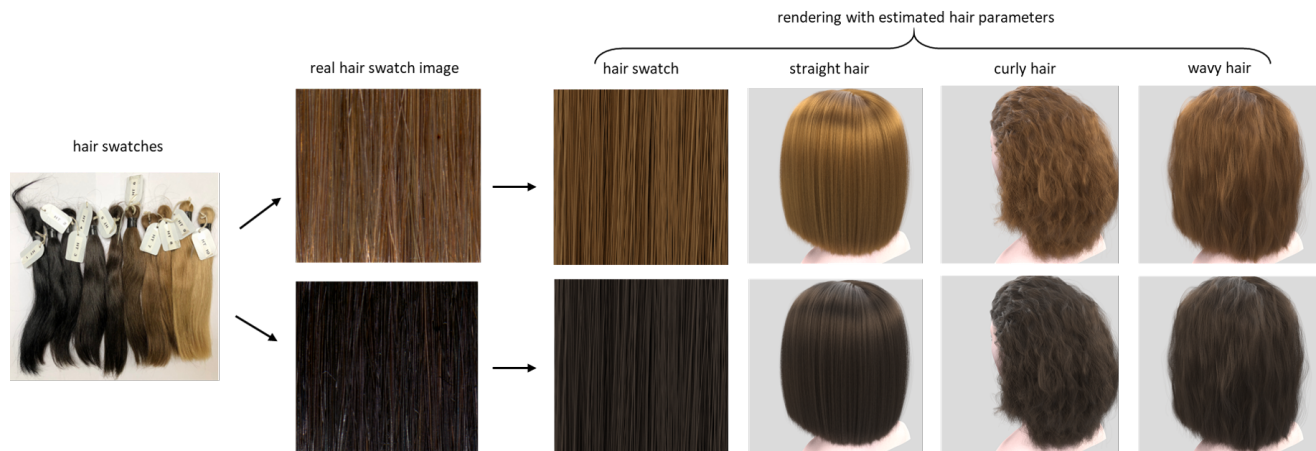 rendering with estimated hair parameters
real hair swatch image
hair swatch
straight hair
curly hair
wavy hair
hair swatches